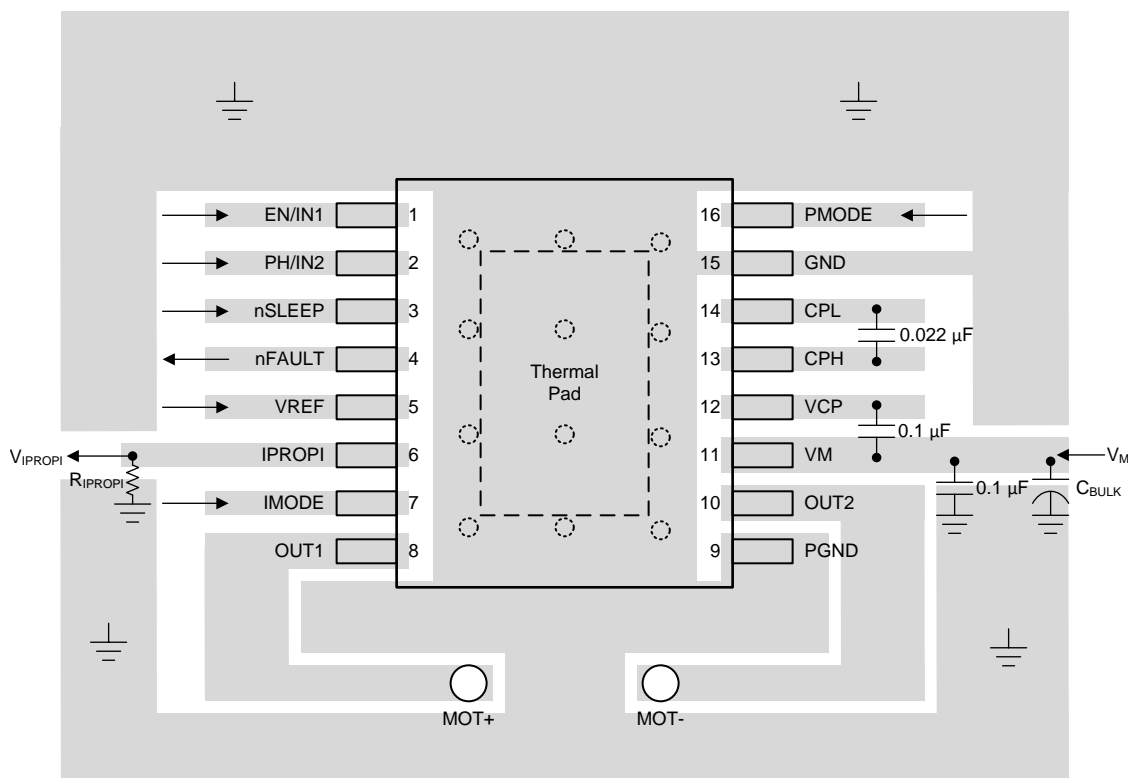 EN/IN1 1
16 PMODE
PH/IN2 2
15 GND
nSLEEP 3
14 CPL
0.022 µF
nFAULT 4
13 CPH
Thermal
Pad
VREF 5
12 VCP
0.1 µF
VIPROPI
IPROPI 6
11 VM
VM
RIPROPI
IMODE 7
10 OUT2
0.1 µF
CBULK
OUT1 8
9 PGND
MOT+
MOT-